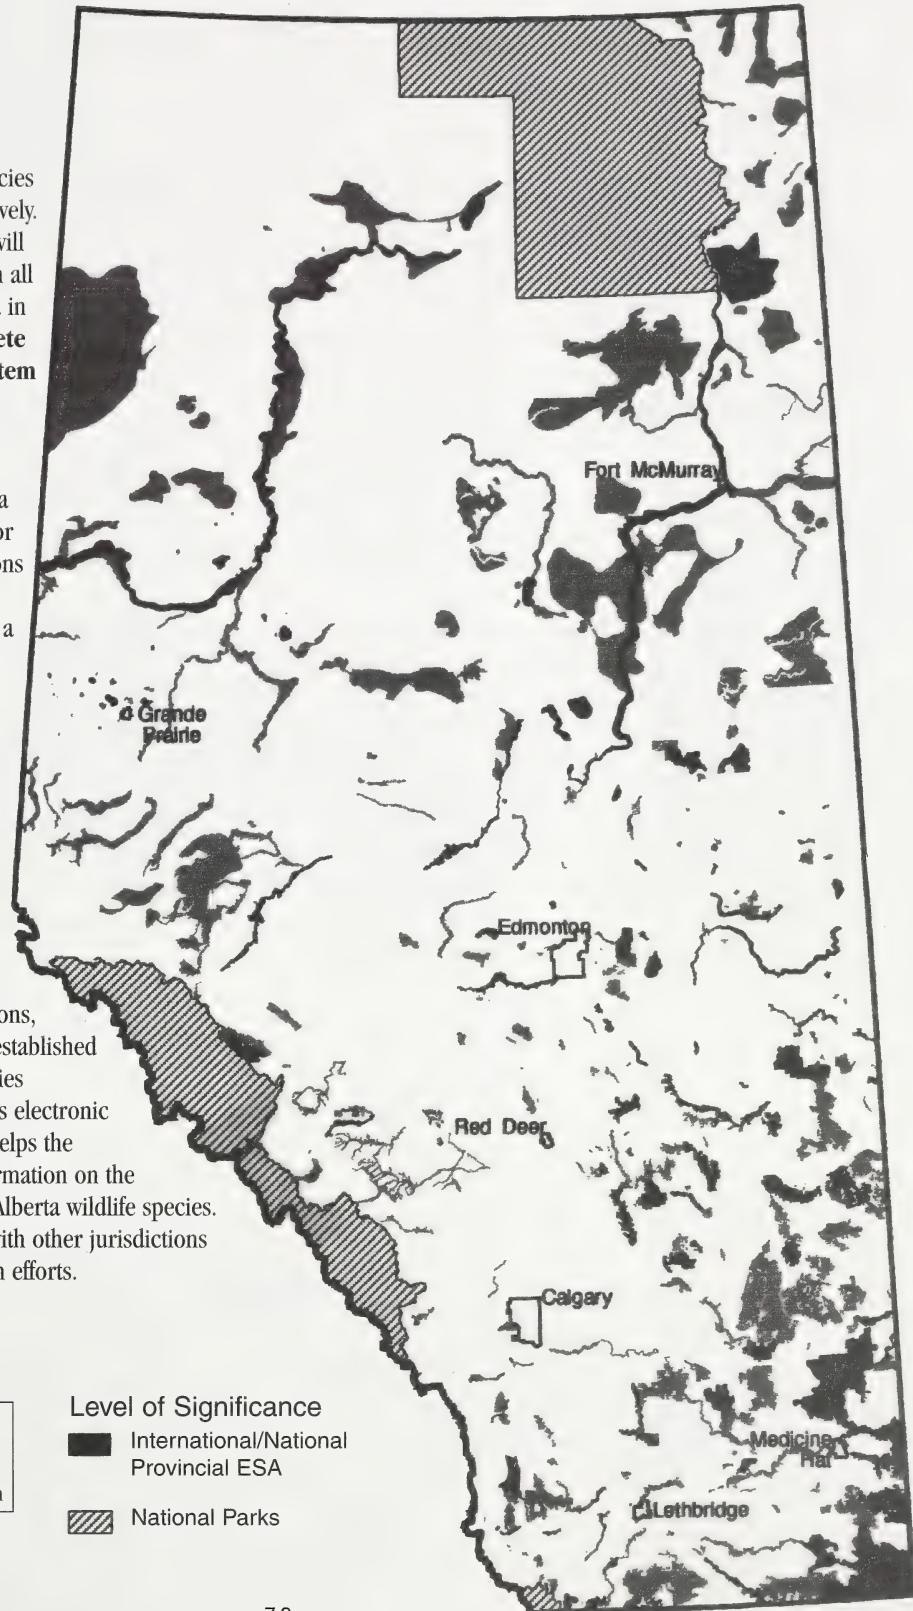 cies
vely.
vill
n all
in
ete
tem
a
or
ons
a
Fort McMurray
Grande
Prairie
Edmonton
ons,
established
ies
s electronic
elps the
ormation on the
Alberta wildlife species.
with other jurisdictions
n efforts.
Red Deer
Calgary
Medicine
Hat
Lethbridge
Level of Significance
International/National
Provincial ESA
National Parks